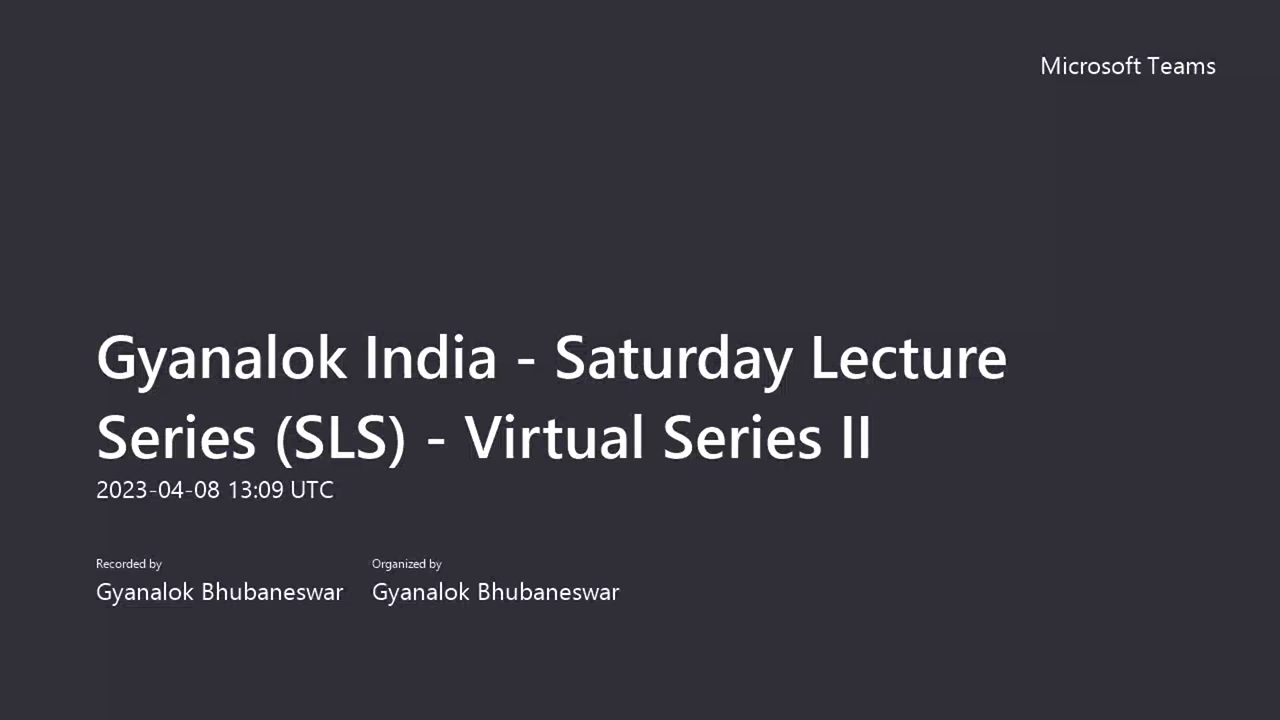 Microsoft Teams
Gyanalok India - Saturday Lecture
Series (SLS) - Virtual Series II
2023-04-08 13:09 UTC
Recorded by
Gyanalok Bhubaneswar
Organized by
Gyanalok Bhubaneswar